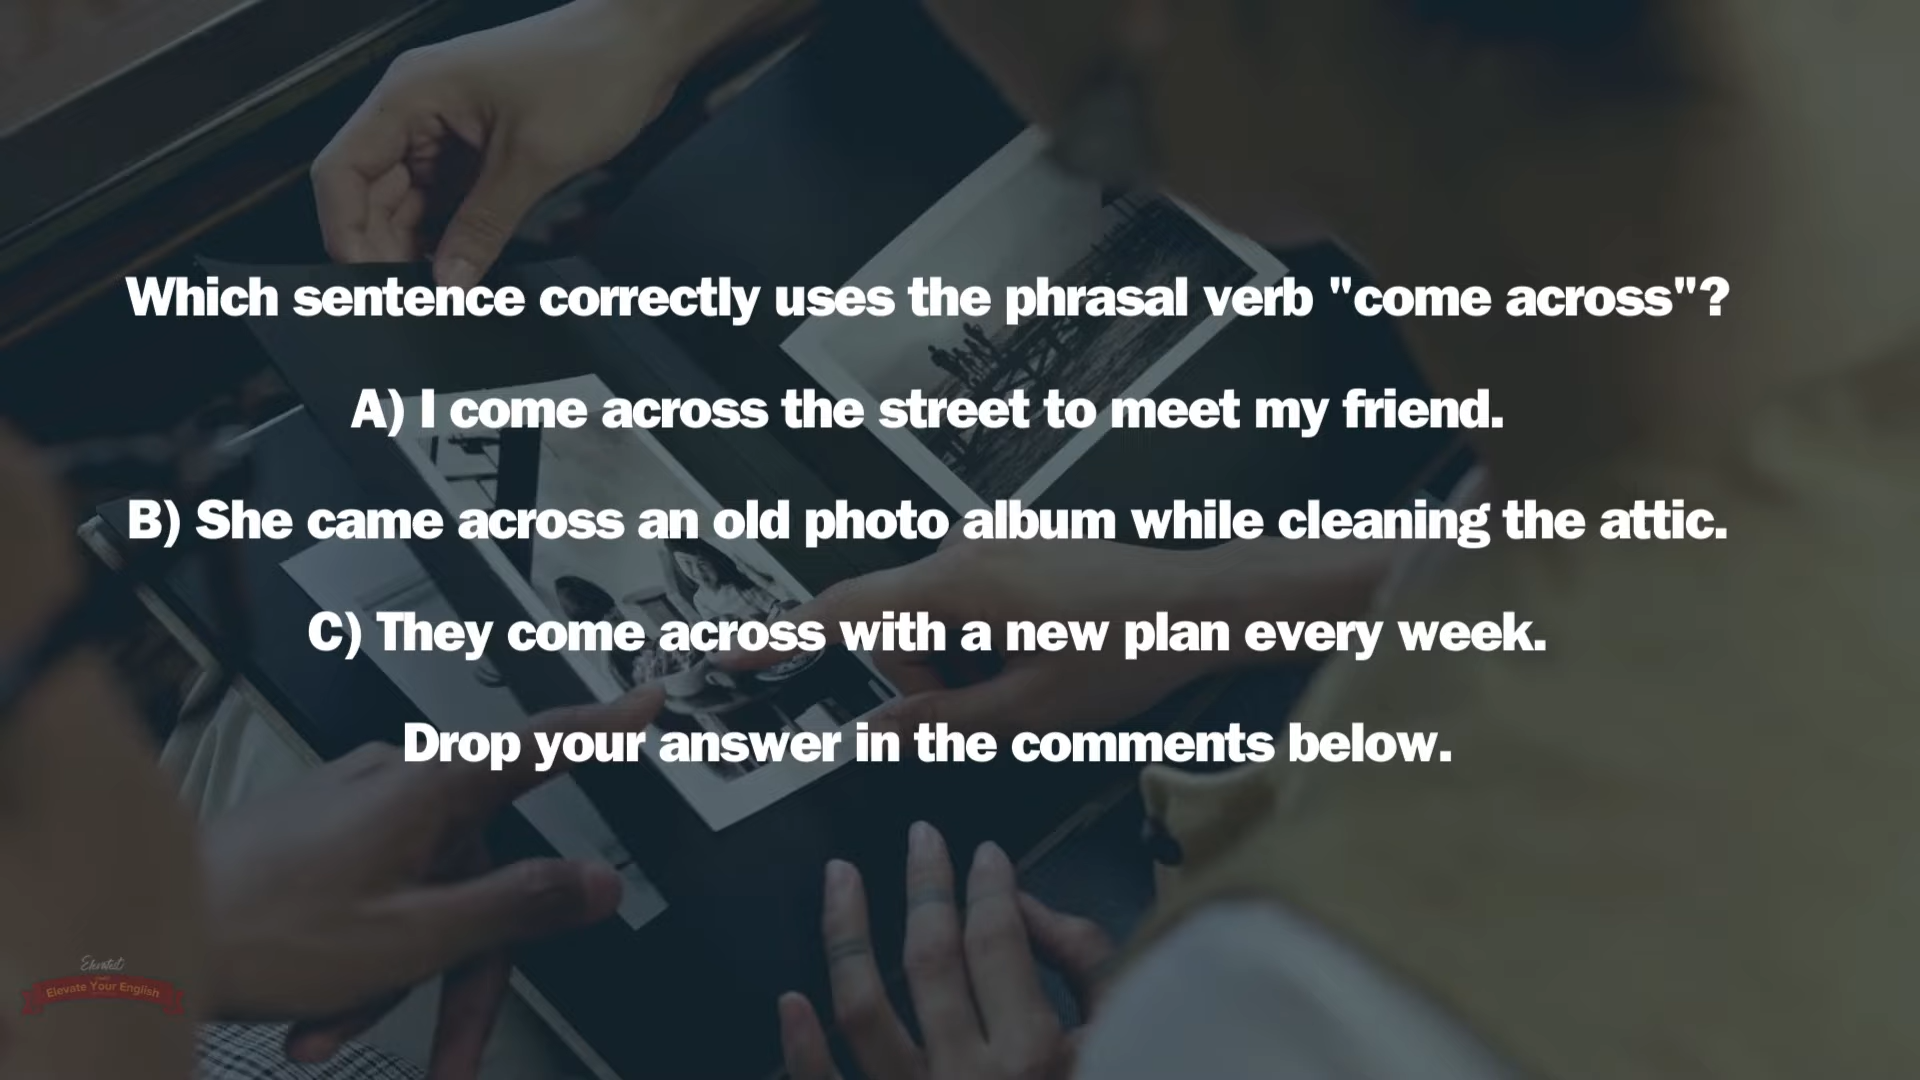 Which sentence correctly uses the phrasal verb "come across"?
A) I come across the street to meet my friend.
B) She came across an old photo album while cleaning the attic.
C) They come across with a new plan every week.
Drop your answer in the comments below.
Elevate Your English